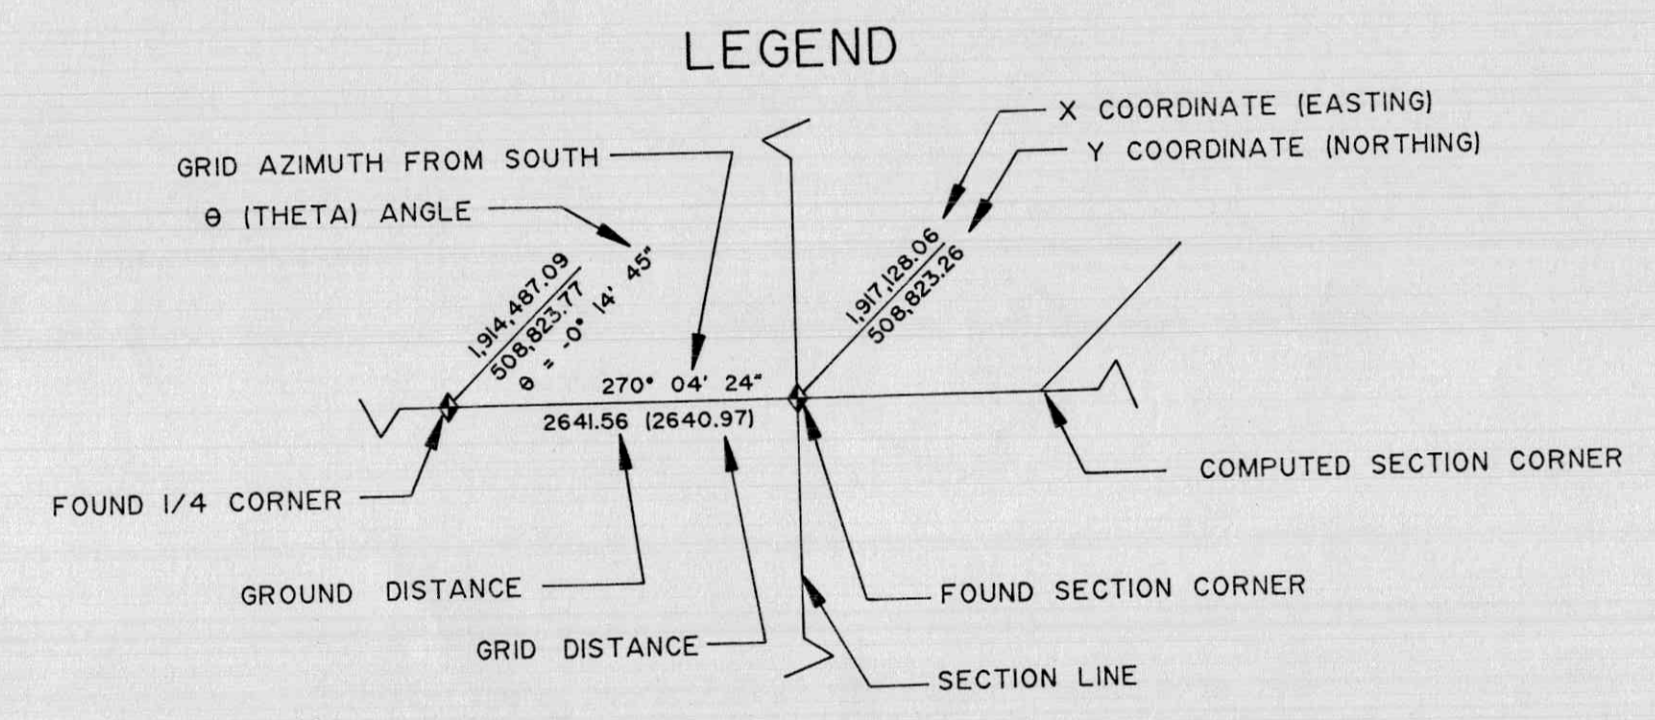 LEGEND
X COORDINATE (EASTING)
Y COORDINATE (NORTHING)
GRID AZIMUTH FROM SOUTH
θ (THETA) ANGLE
1,914,487.09
508,823.77
θ = -0° 14' 45"
1,917,128.06
508,823.26
270° 04' 24"
2641.56 (2640.97)
COMPUTED SECTION CORNER
FOUND 1/4 CORNER
GROUND DISTANCE
FOUND SECTION CORNER
GRID DISTANCE
SECTION LINE